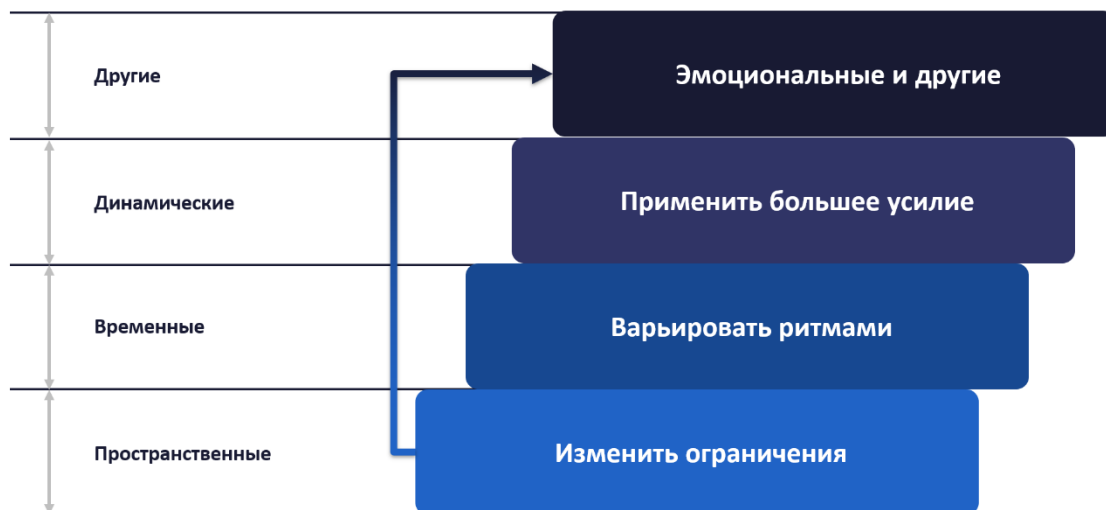 Другие
Эмоциональные и другие
Динамические
Применить большее усилие
Временные
Варьировать ритмами
Пространственные
Изменить ограничения